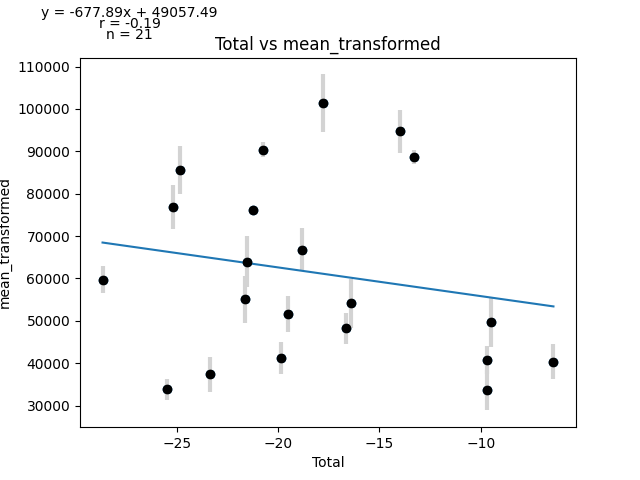 y = -677.89x + 49057.49
r = -0.19
n = 21
Total vs mean_transformed
110000
100000
90000
80000
70000
60000
50000
40000
30000
mean_transformed
−25
−20
−15
−10
Total